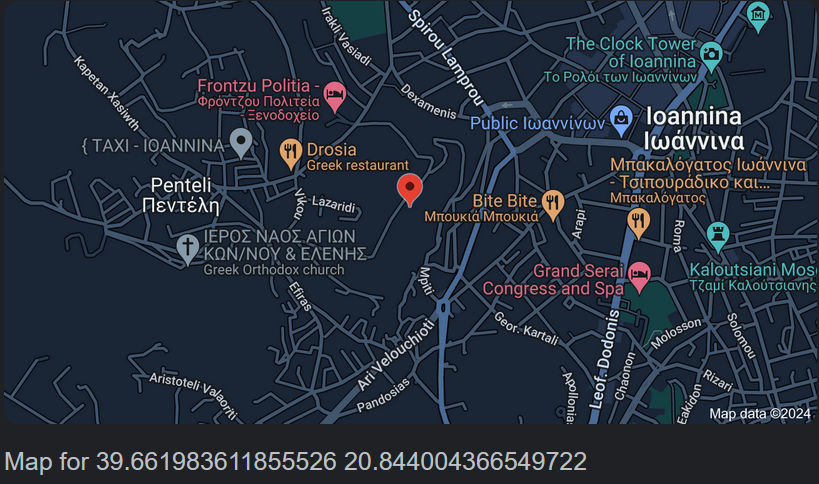 Irakli Vasiadi
Spirou Lamprou
Kapetan Xasiwth
The Clock Tower
of Ioannina
Το Ρολόι των Ιωαννίνων
Frontzu Politia -
Φρόντζου Πολιτεία
Ξενοδοχείο
Dexamenis
Public Ιωαννίνων
Ioannina
Ιωάννινα
{ TAXI - ΙΟΑΝΝΙΝΑ
Drosia
Greek restaurant
Μπακαλόγατος Ιωάννινα
- Τσιπουράδικο και...
Μπακαλόγατος
Penteli
Πεντέλη
Vikou
Lazaridi
Bite Bite
Μπουκιά Μπουκιά
Arapi
Roma
ΙΕΡΟΣ ΝΑΟΣ ΑΓΙΩΝ
ΚΩΝ/ΝΟΥ & ΕΛΕΝΗΣ
Greek Orthodox church
Mpiti
Grand Serai
Congress and Spa
Kaloutsiani Mos
Τζαμί Καλούτσιανης
Efiras
Geor. Kartali
Leof. Dodonis
Molosson
Solomou
Ari Velouchioti
Chaonon
Aristoteli Valaoriti
Pandosias
Apollonias
Rizari
Eakidon
Map data ©2024
Map for 39.661983611855526 20.844004366549722